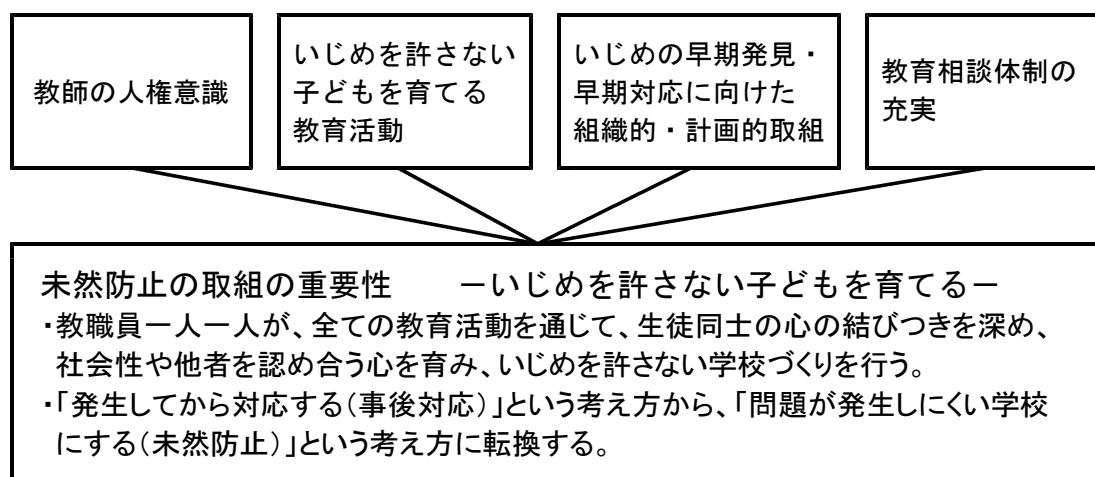 教師の人権意識
いじめを許さない
子どもを育てる
教育活動
いじめの早期発見・
早期対応に向けた
組織的・計画的取組
教育相談体制の
充実
未然防止の取組の重要性　　－いじめを許さない子どもを育てる－
・教職員一人一人が、全ての教育活動を通じて、生徒同士の心の結びつきを深め、
社会性や他者を認め合う心を育み、いじめを許さない学校づくりを行う。
・「発生してから対応する（事後対応）」という考え方から、「問題が発生しにくい学校
にする（未然防止）」という考え方に転換する。